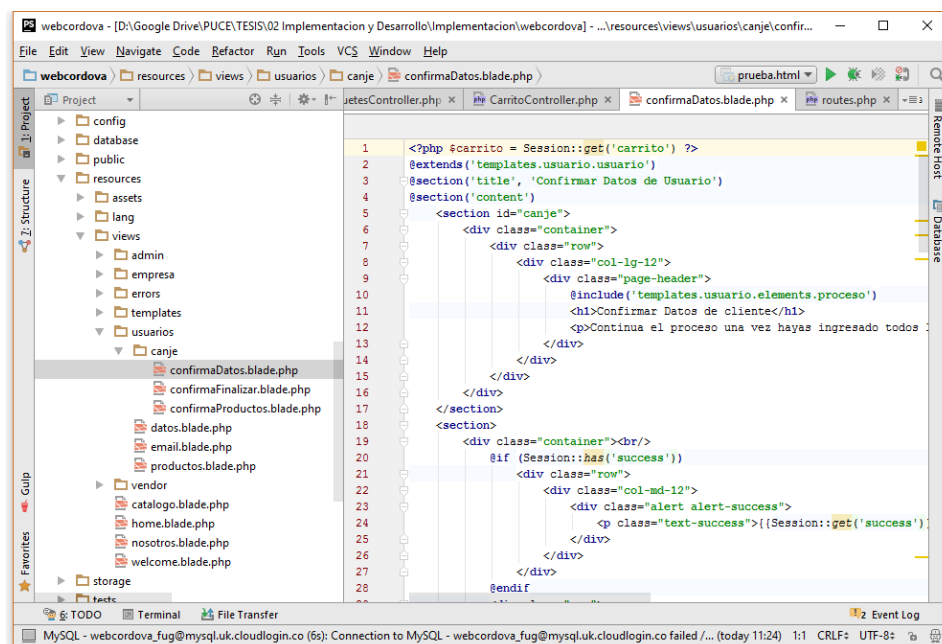 PS webcordova - [D:\Google Drive\PUCE\TESIS\02 Implementacion y Desarrollo\Implementacion\webcordova] - ...\resources\views\usuarios\canje\confir...
File Edit View Navigate Code Refactor Run Tools VCS Window Help
webcordova resources views usuarios canje confirmaDatos.blade.php prueba.html
1: Project
Z: Structure
Gulp
Favorites
Project
config
database
public
resources
assets
lang
views
admin
empresa
errors
templates
usuarios
canje
confirmaDatos.blade.php
confirmaFinalizar.blade.php
confirmaProductos.blade.php
datos.blade.php
email.blade.php
productos.blade.php
vendor
catalogo.blade.php
home.blade.php
nosotros.blade.php
welcome.blade.php
storage
tests
uetesController.php CarritoController.php confirmaDatos.blade.php routes.php
1 <?php $carrito = Session::get('carrito') ?>
2 @extends('templates.usuario.usuario')
3 @section('title', 'Confirmar Datos de Usuario')
4 @section('content')
5 <section id="canje">
6 <div class="container">
7 <div class="row">
8 <div class="col-lg-12">
9 <div class="page-header">
10 @include('templates.usuario.elements.proceso')
11 <h1>Confirmar Datos de cliente</h1>
12 <p>Continua el proceso una vez hayas ingresado todos
13 </div>
14 </div>
15 </div>
16 </div>
17 </section>
18 <section>
19 <div class="container"><br/>
20 @if (Session::has('success'))
21 <div class="row">
22 <div class="col-md-12">
23 <div class="alert alert-success">
24 <p class="text-success">{{Session::get('success')}
25 </div>
26 </div>
27 </div>
28 @endif
Remote Host
Database
6: TODO Terminal File Transfer 2 Event Log
MySQL - webcordova_fug@mysql.uk.cloudlogin.co (6s): Connection to MySQL - webcordova_fug@mysql.uk.cloudlogin.co failed /... (today 11:24) 1:1 CRLF UTF-8